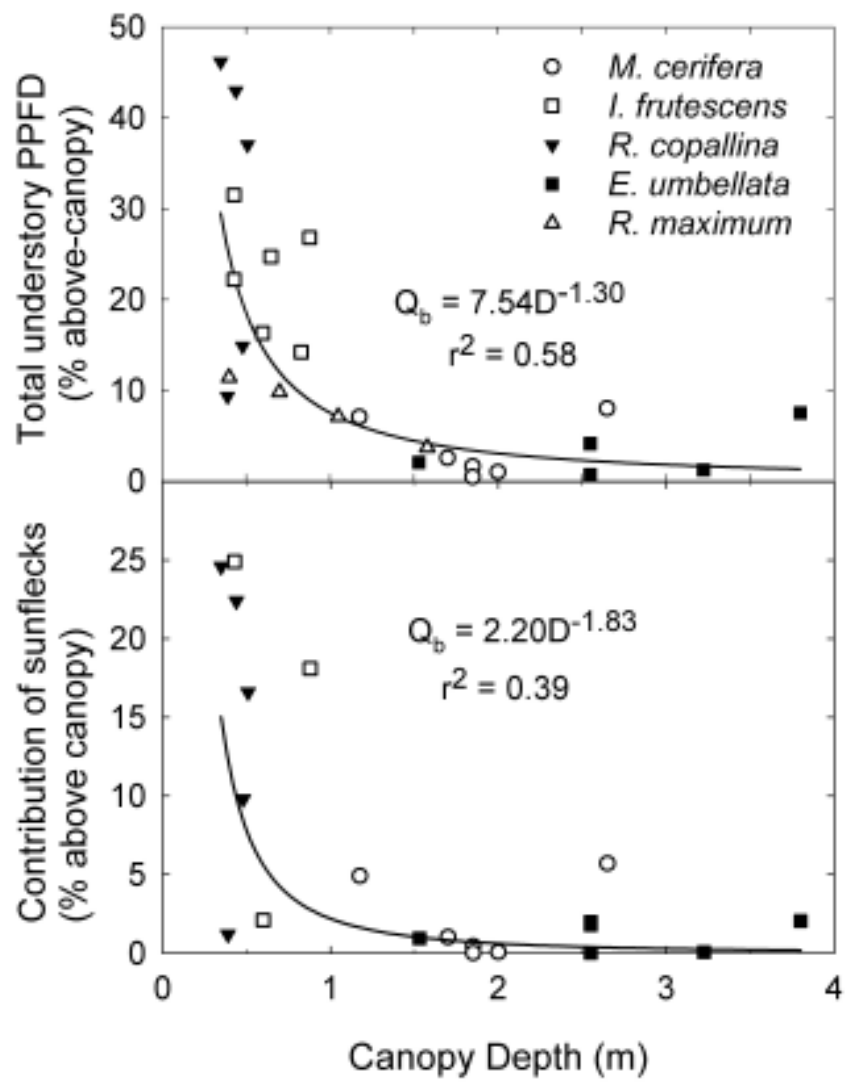 Total understory PPFD
(% above-canopy)
50
40
30
20
10
0
M. cerifera
I. frutescens
R. copallina
E. umbellata
R. maximum
Q_b = 7.54D^-1.30
r^2 = 0.58
Contribution of sunflecks
(% above canopy)
25
20
15
10
5
0
Q_b = 2.20D^-1.83
r^2 = 0.39
0 1 2 3 4
Canopy Depth (m)